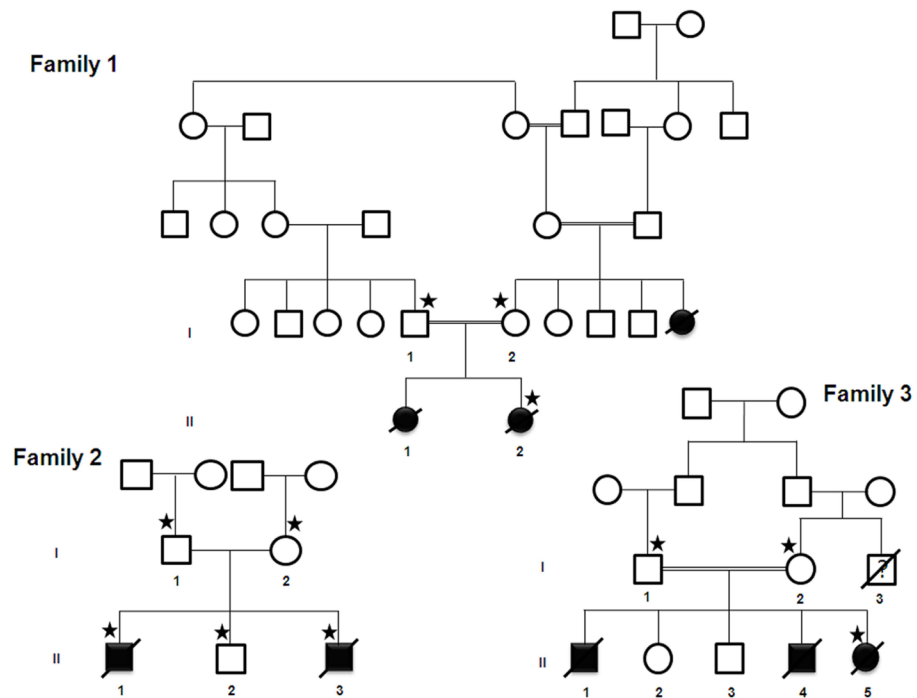 Family 1
I
1 2
II
1 2
Family 2
I
1 2
II
1 2 3
Family 3
I
1 2 3
?
II
1 2 3 4 5